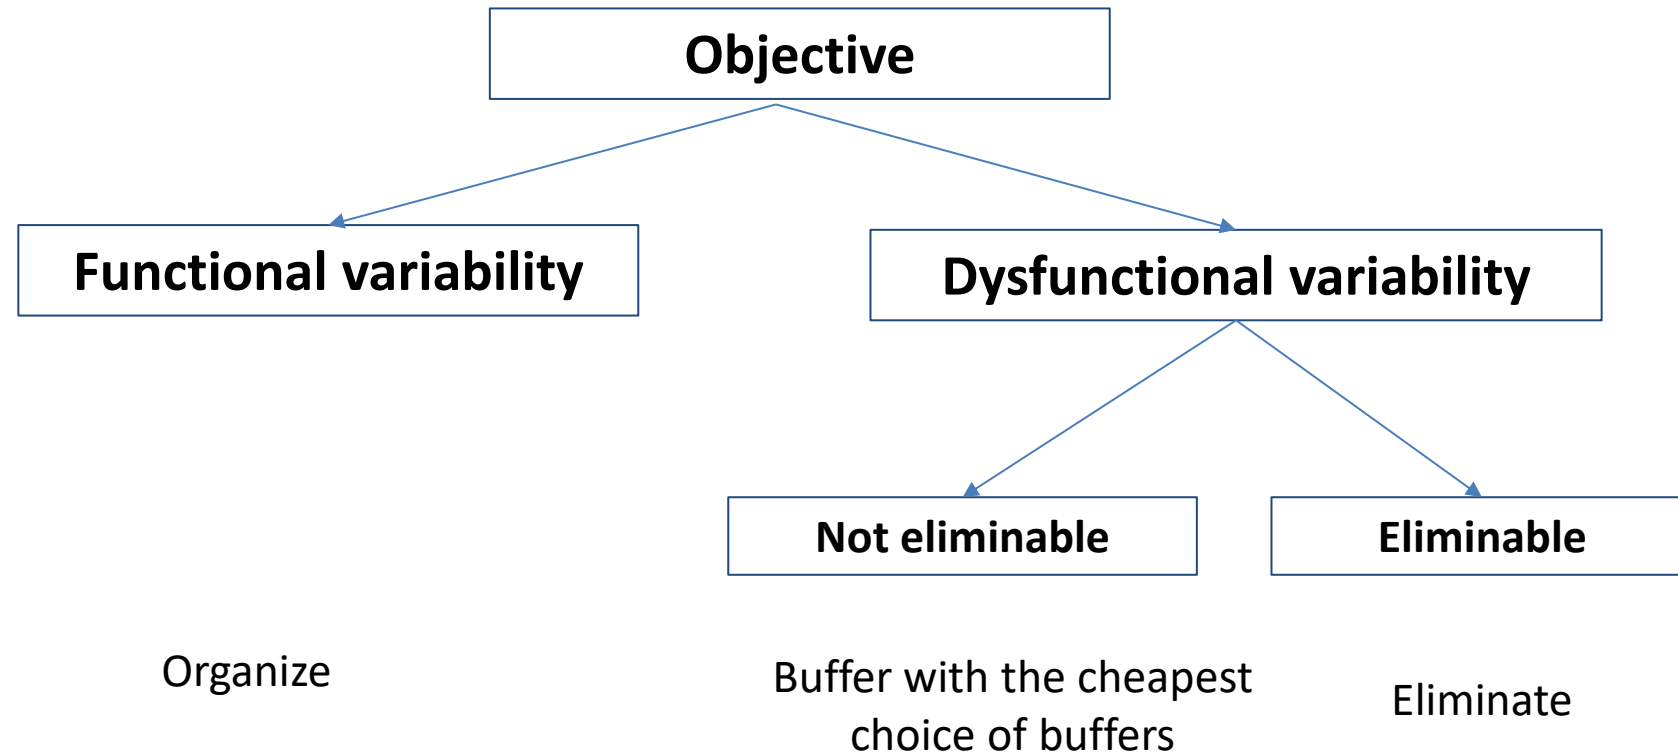 Objective
Functional variability
Dysfunctional variability
Not eliminable
Eliminable
Organize
Buffer with the cheapest
choice of buffers
Eliminate